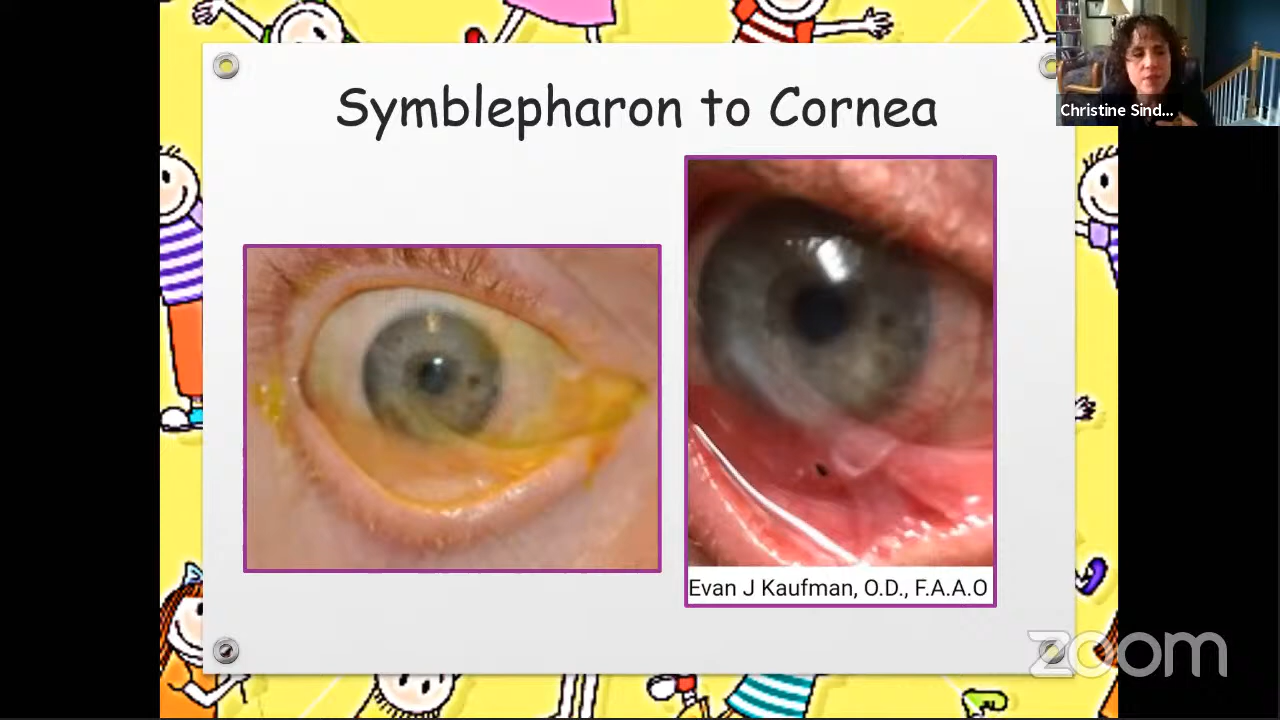 Symblepharon to Cornea
Christine Sind...
Evan J Kaufman, O.D., F.A.A.O
zoom